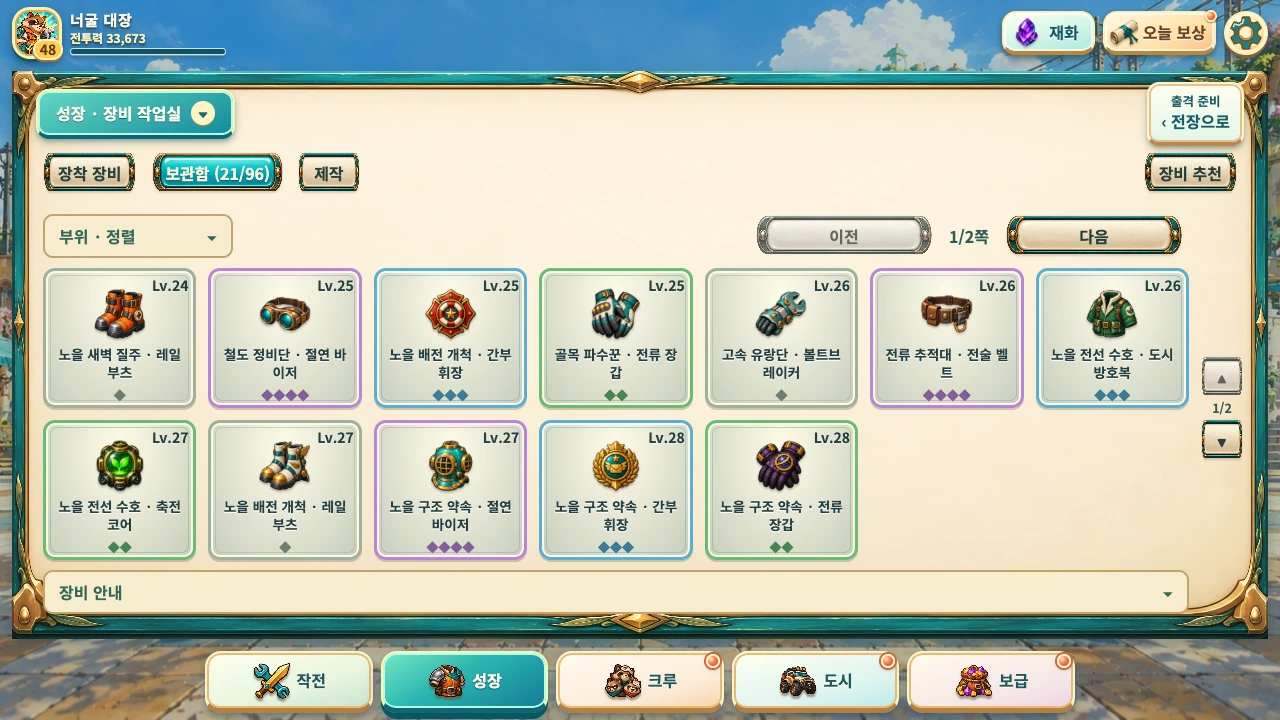 너굴 대장
전투력 33,673
48
재화
오늘 보상
성장 · 장비 작업실
출격 준비
‹ 전장으로
장착 장비
보관함 (21/96)
제작
장비 추천
부위 · 정렬
이전
1/2쪽
다음
Lv.24
노을 새벽 질주 · 레일
부츠
Lv.25
철도 정비단 · 절연 바
이저
Lv.25
노을 배전 개척 · 간부
휘장
Lv.25
골목 파수꾼 · 전류 장
갑
Lv.26
고속 유랑단 · 볼트브
레이커
Lv.26
전류 추적대 · 전술 벨
트
Lv.26
노을 전선 수호 · 도시
방호복
1/2
Lv.27
노을 전선 수호 · 축전
코어
Lv.27
노을 배전 개척 · 레일
부츠
Lv.27
노을 구조 약속 · 절연
바이저
Lv.28
노을 구조 약속 · 간부
휘장
Lv.28
노을 구조 약속 · 전류
장갑
장비 안내
작전
성장
크루
도시
보급